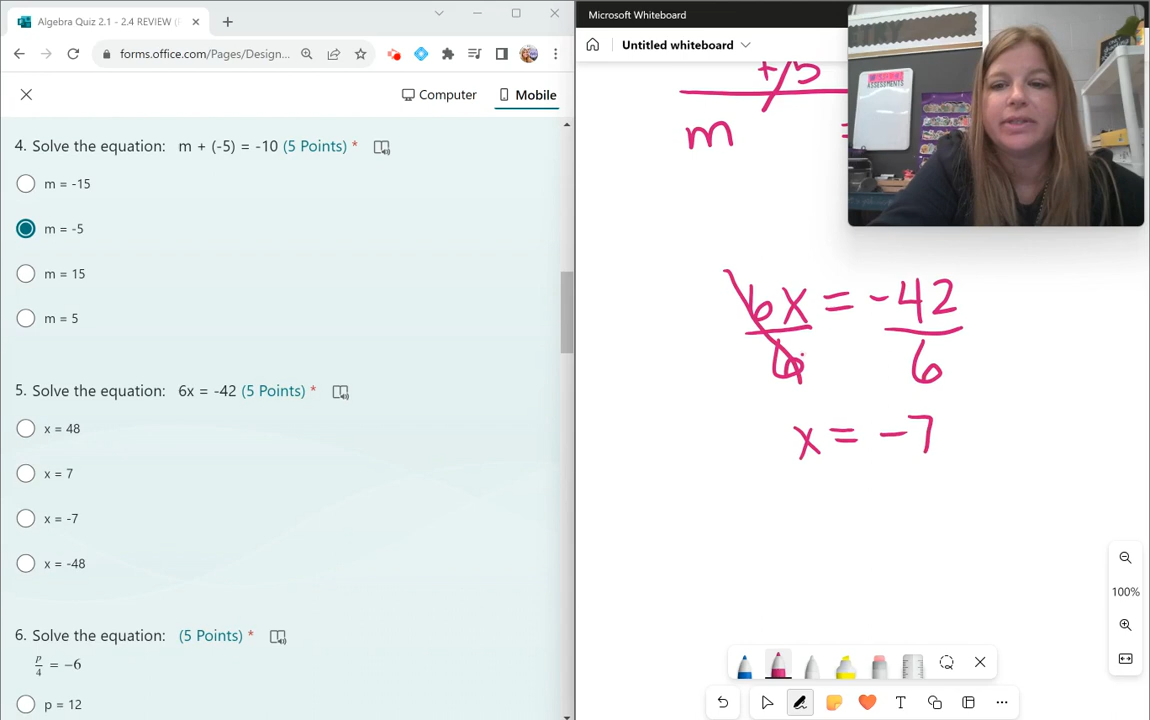 Algebra Quiz 2.1 - 2.4 REVIEW (
forms.office.com/Pages/Design...
Computer
Mobile
4. Solve the equation: m + (-5) = -10 (5 Points) *
m = -15
m = -5
m = 15
m = 5
5. Solve the equation: 6x = -42 (5 Points) *
x = 48
x = 7
x = -7
x = -48
6. Solve the equation: (5 Points) *
p/4 = −6
p = 12
Microsoft Whiteboard
Untitled whiteboard
+5
m =
ASSESSMENTS
6x = -42
6 6
x = -7
100%